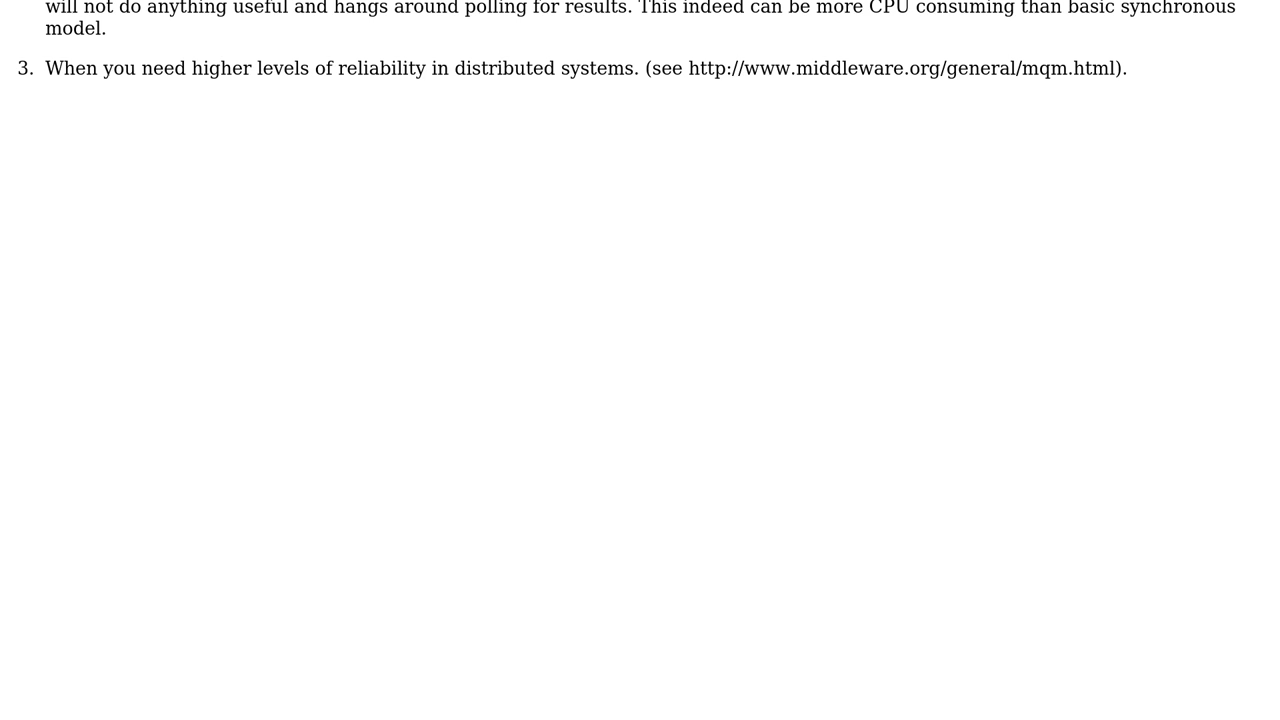 will not do anything useful and hangs around polling for results. This indeed can be more CPU consuming than basic synchronous
model.
3. When you need higher levels of reliability in distributed systems. (see http://www.middleware.org/general/mqm.html).